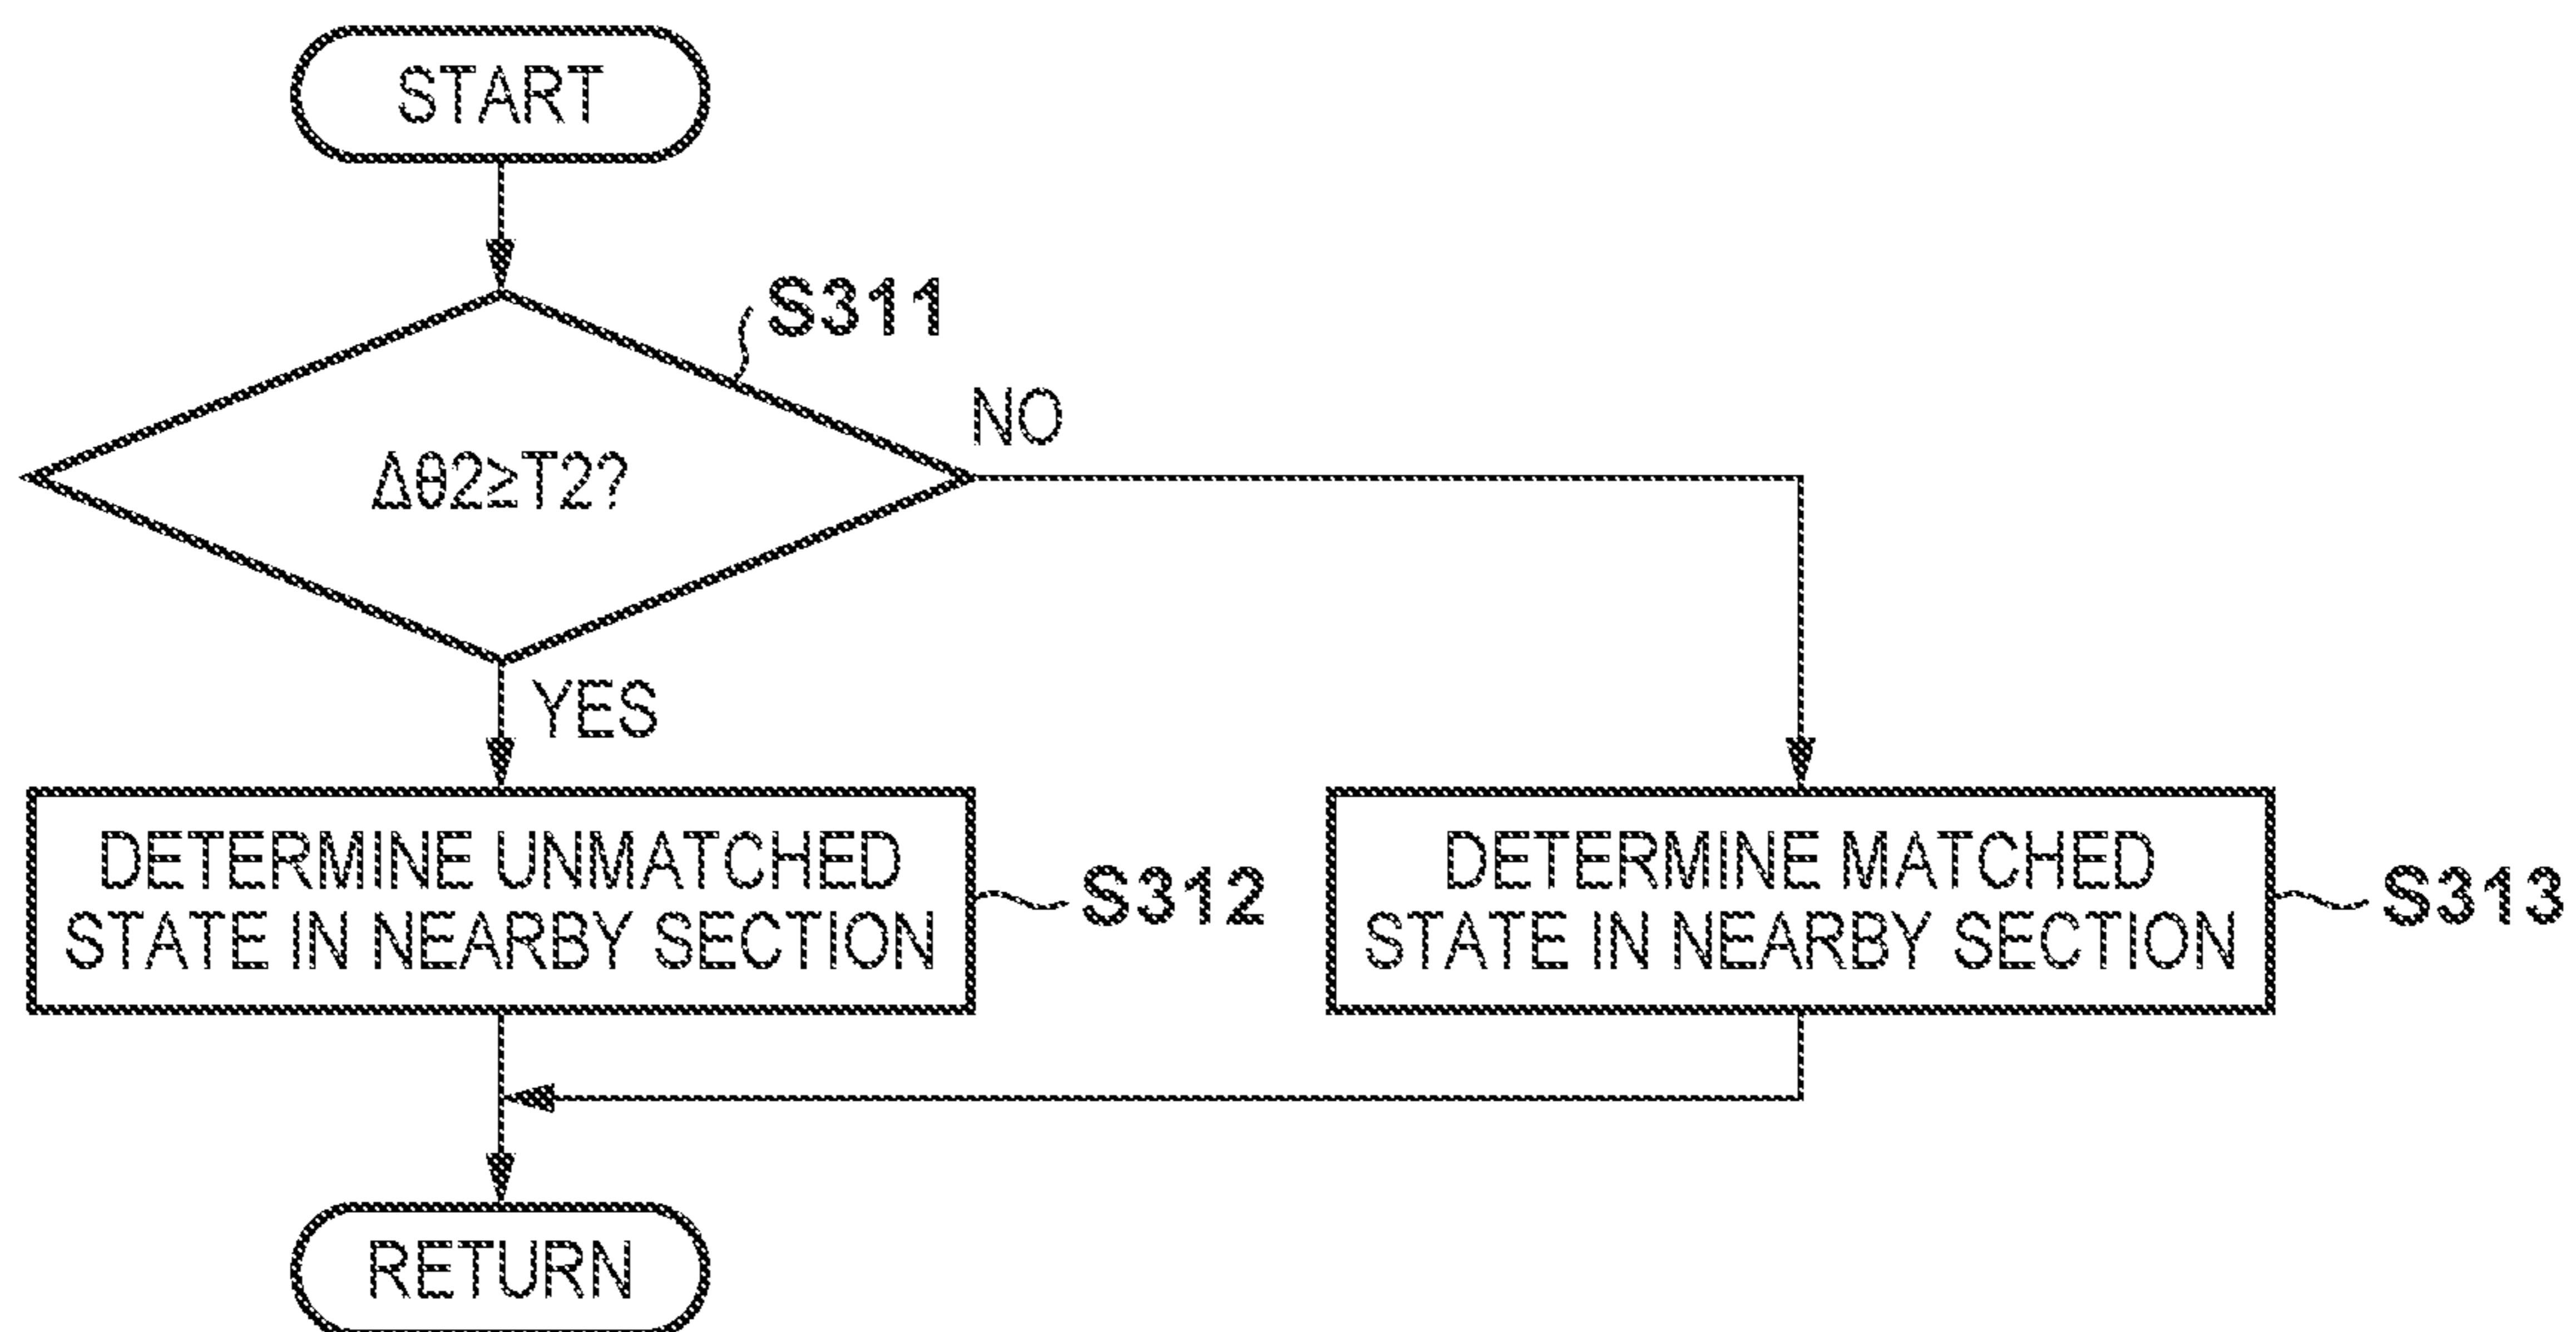 START
S311
NO
Δθ2≥T2?
YES
DETERMINE UNMATCHED
STATE IN NEARBY SECTION
S312
DETERMINE MATCHED
STATE IN NEARBY SECTION
S313
RETURN